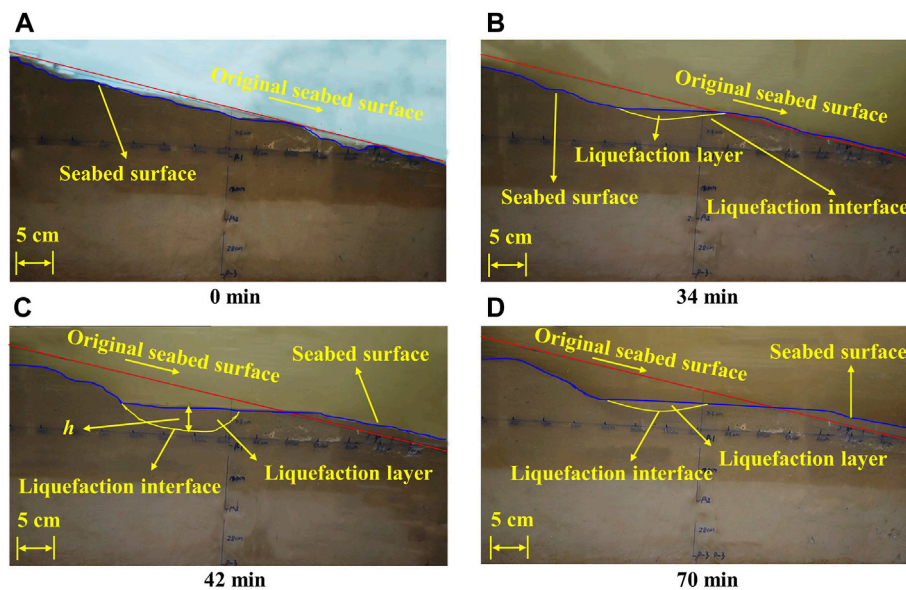 A
Original seabed surface
Seabed surface
5 cm
0 min
B
Original seabed surface
Liquefaction layer
Seabed surface
Liquefaction interface
5 cm
34 min
C
Original seabed surface
Seabed surface
h
Liquefaction interface
Liquefaction layer
5 cm
42 min
D
Original seabed surface
Seabed surface
Liquefaction interface
Liquefaction layer
5 cm
70 min